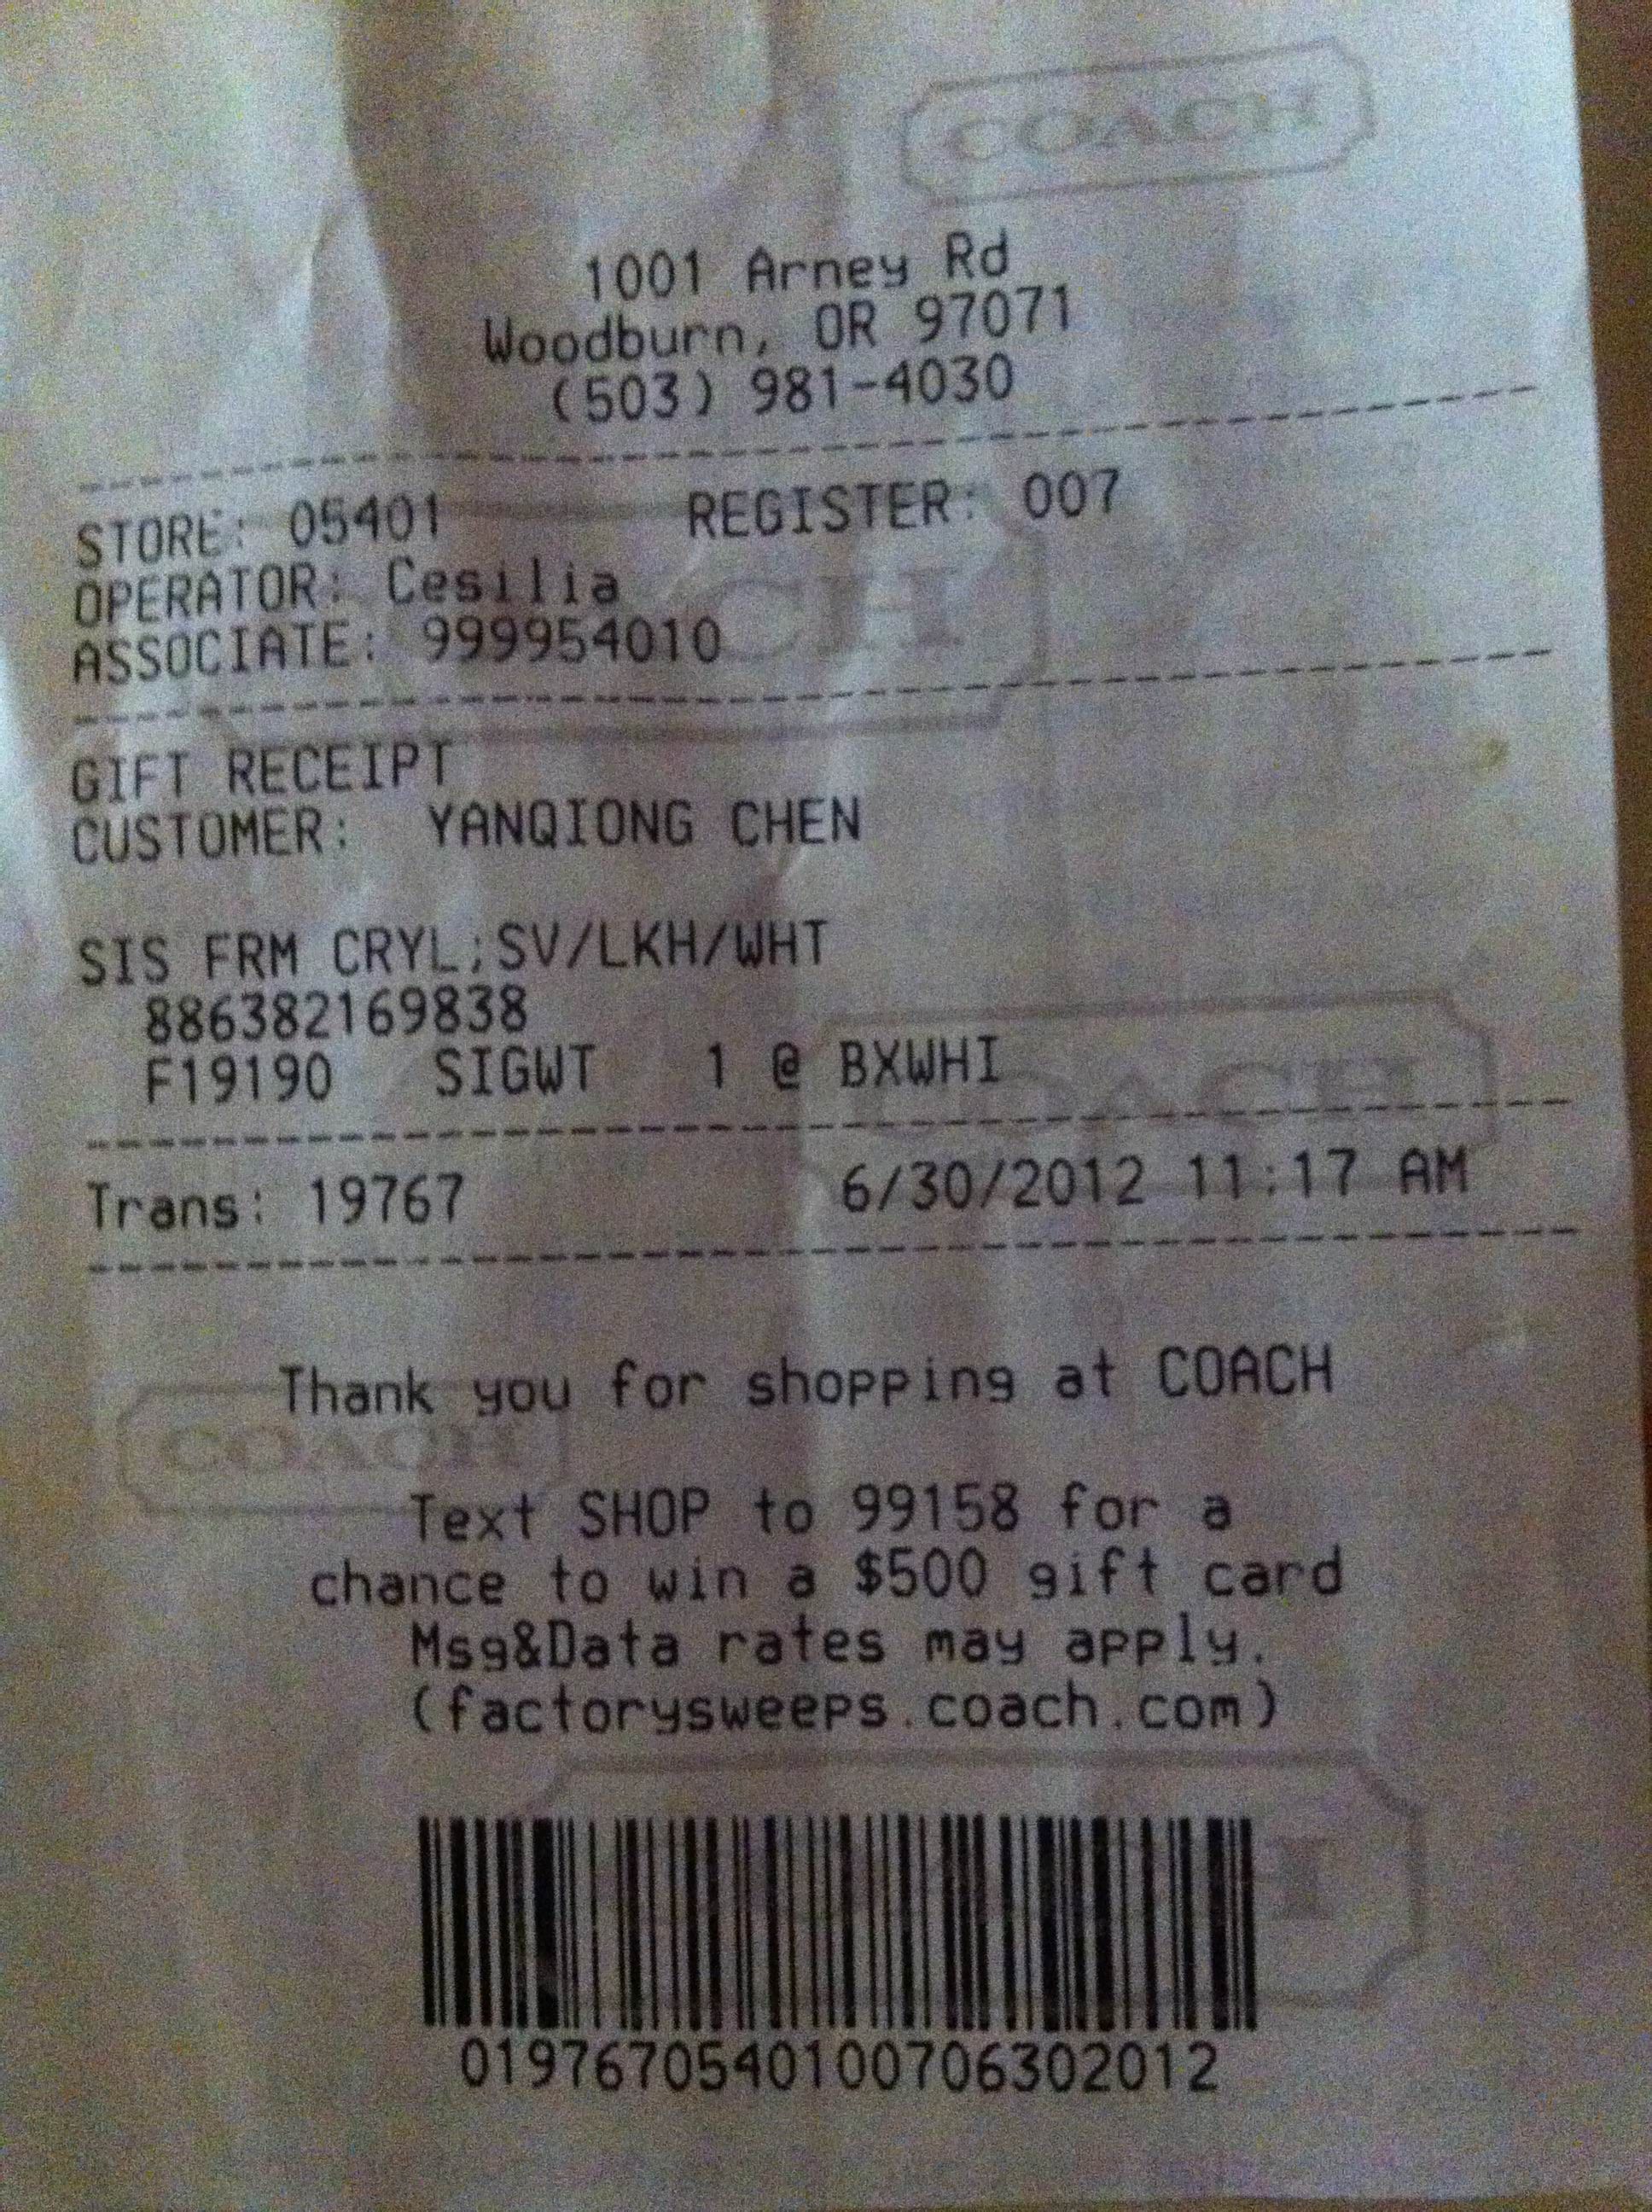 COACH
1001 Arney Rd
Woodburn, OR 97071
(503) 981-4030
STORE: 05401 REGISTER: 007
OPERATOR: Cesilia
ASSOCIATE: 999954010
GIFT RECEIPT
CUSTOMER: YANQIONG CHEN
SIS FRM CRYL;SV/LKH/WHT
886382169838
F19190 SIGWT 1 @ BXWHI
COACH
Trans: 19767 6/30/2012 11:17 AM
Thank you for shopping at COACH
COACH
Text SHOP to 99158 for a
chance to win a $500 gift card
Msg&Data rates may apply.
(factorysweeps.coach.com)
0197670540100706302012